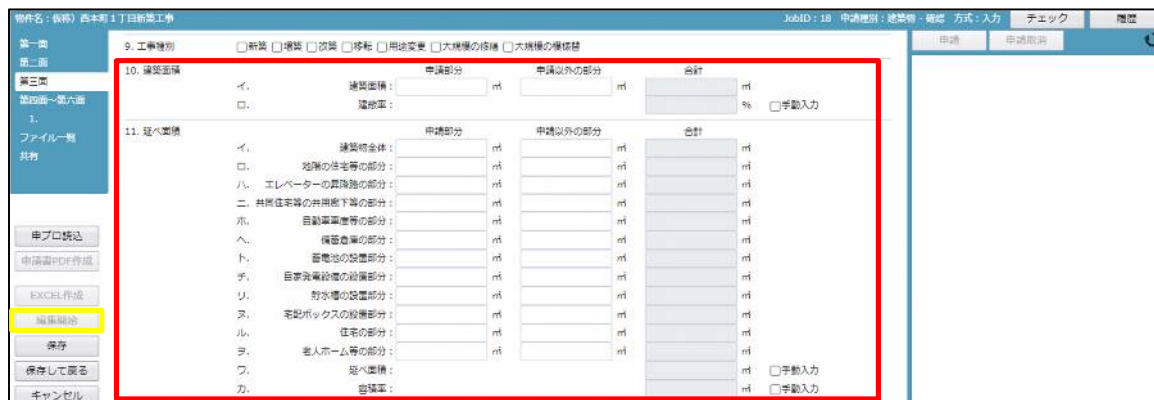 物件名：仮称）西本町１丁目新築工事 JobID：18 申請種別：建築物 - 確認 方式：入力 チェック 履歴
第一面
第二面
第三面
第四面～第六面
1.
ファイル一覧
共有
申プロ読込
申請書PDF作成
EXCEL作成
編集開始
保存
保存して戻る
キャンセル
9. 工事種別 □新築 □増築 □改築 □移転 □用途変更 □大規模の修繕 □大規模の模様替
10. 建築面積 申請部分 申請以外の部分 合計
イ. 建築面積： ㎡ ㎡ ㎡
ロ. 建蔽率： % □手動入力
11. 延べ面積 申請部分 申請以外の部分 合計
イ. 建築物全体： ㎡ ㎡ ㎡
ロ. 地階の住宅等の部分： ㎡ ㎡ ㎡
ハ. エレベーターの昇降路の部分： ㎡ ㎡ ㎡
ニ. 共同住宅等の共用廊下等の部分： ㎡ ㎡ ㎡
ホ. 自動車車庫等の部分： ㎡ ㎡ ㎡
ヘ. 備蓄倉庫の部分： ㎡ ㎡ ㎡
ト. 蓄電池の設置部分： ㎡ ㎡ ㎡
チ. 自家発電設備の設置部分： ㎡ ㎡ ㎡
リ. 貯水槽の設置部分： ㎡ ㎡ ㎡
ヌ. 宅配ボックスの設置部分： ㎡ ㎡ ㎡
ル. 住宅の部分： ㎡ ㎡ ㎡
ヲ. 老人ホーム等の部分： ㎡ ㎡ ㎡
ワ. 延べ面積： ㎡ □手動入力
カ. 容積率： ㎡ □手動入力
申請 申請取消